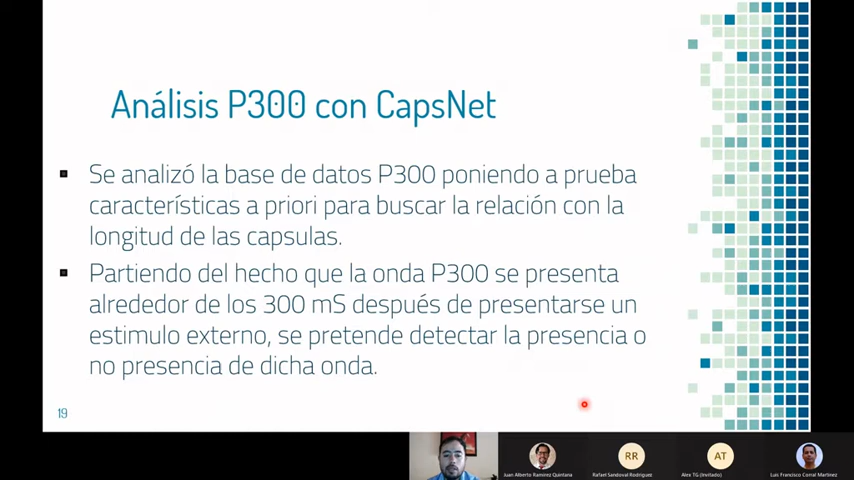 Análisis P300 con CapsNet
Se analizó la base de datos P300 poniendo a prueba
características a priori para buscar la relación con la
longitud de las capsulas.
Partiendo del hecho que la onda P300 se presenta
alrededor de los 300 mS después de presentarse un
estimulo externo, se pretende detectar la presencia o
no presencia de dicha onda.
19
RR
AT
Juan Alberto Ramirez Quintana
Rafael Sandoval Rodriguez
Alex TG (Invitado)
Luis Francisco Corral Martinez